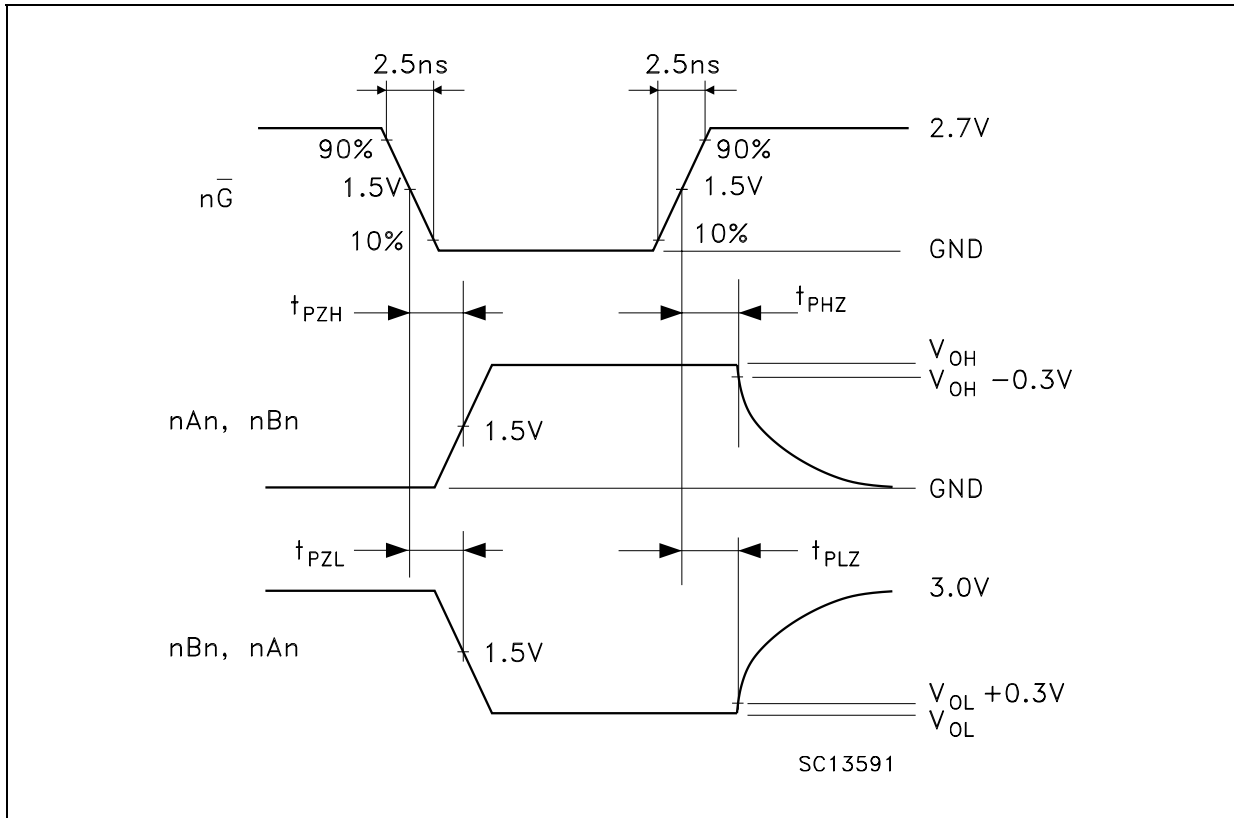 2.5ns 2.5ns
2.7V
90% 90%
nG̅ 1.5V 1.5V
10% 10%
GND
tPZH tPHZ
VOH
VOH −0.3V
nAn, nBn 1.5V
GND
tPZL tPLZ
3.0V
nBn, nAn 1.5V
VOL +0.3V
VOL
SC13591